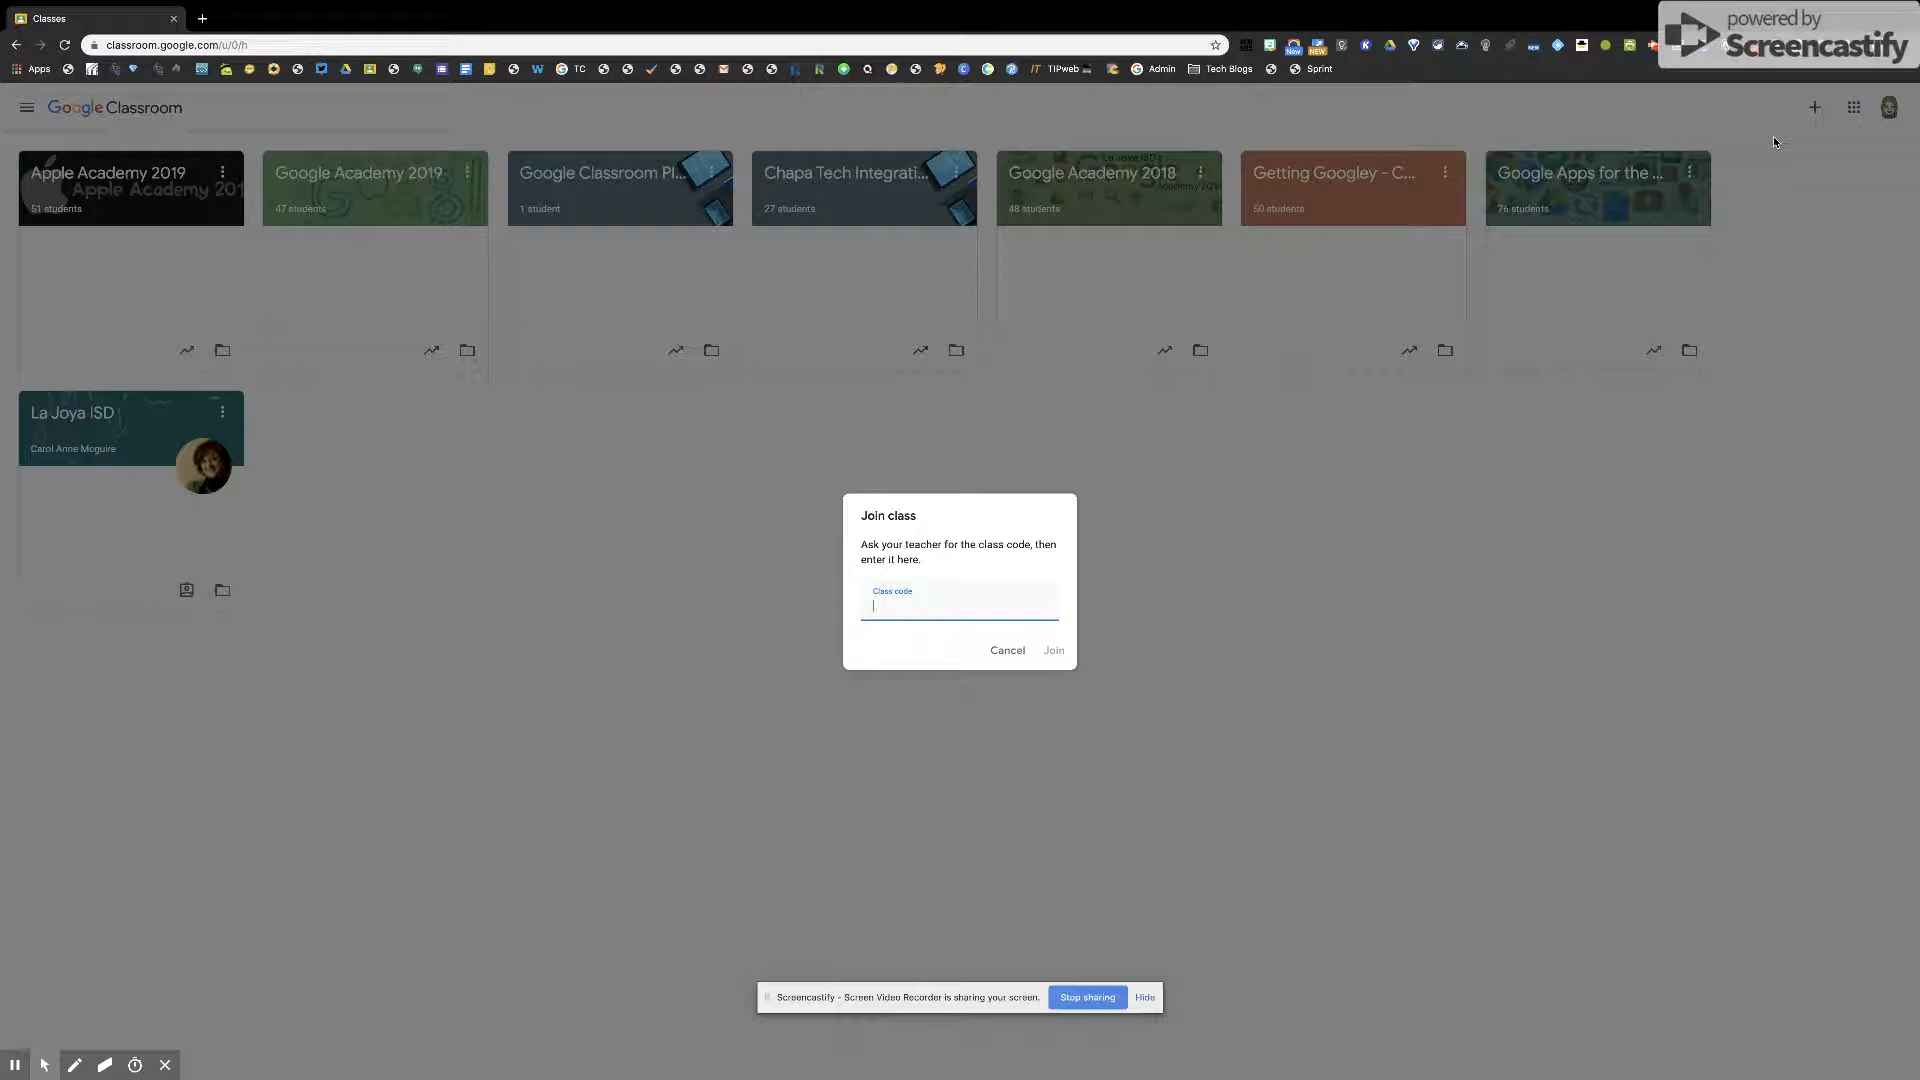 Classes
powered by
Screencastify
classroom.google.com/u/0/h
New
NEW
NEW
Apps
W
TC
TIPweb
Admin
Tech Blogs
Sprint
Google Classroom
Apple Academy 2019
51 students
Google Academy 2019
47 students
Google Classroom Pl...
1 student
Chapa Tech Integrati...
27 students
Google Academy 2018
48 students
Getting Googley - C...
50 students
Google Apps for the ...
76 students
La Joya ISD
Carol Anne Mcguire
Join class
Ask your teacher for the class code, then
enter it here.
Class code
Cancel
Join
Screencastify - Screen Video Recorder is sharing your screen.
Stop sharing
Hide